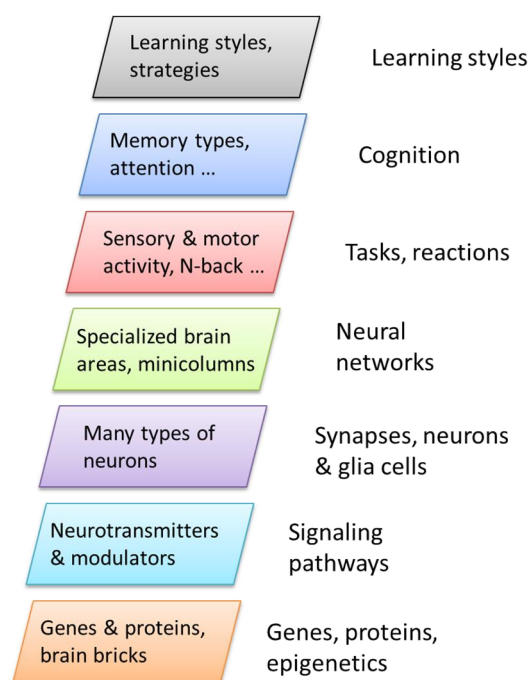 Learning styles,
strategies
Learning styles
Memory types,
attention ...
Cognition
Sensory & motor
activity, N-back ...
Tasks, reactions
Specialized brain
areas, minicolumns
Neural
networks
Many types of
neurons
Synapses, neurons
& glia cells
Neurotransmitters
& modulators
Signaling
pathways
Genes & proteins,
brain bricks
Genes, proteins,
epigenetics